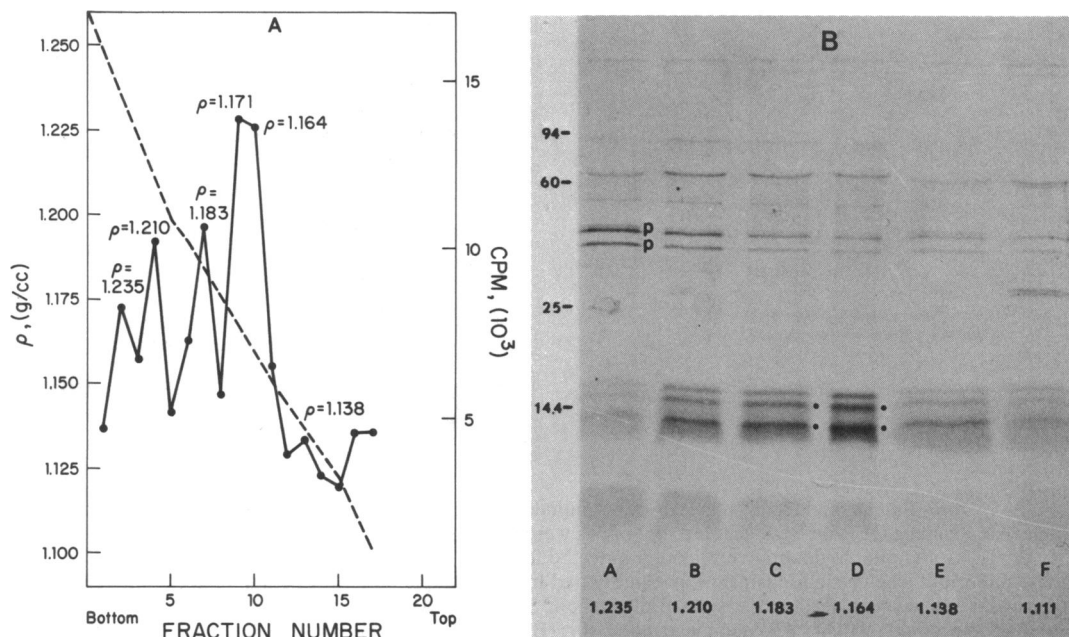 A
ρ, (g/cc)
1.250
1.225
1.200
1.175
1.150
1.125
1.100
ρ=
1.235
ρ=1.210
ρ=
1.183
ρ=1.171
ρ=1.164
ρ=1.138
15
10
5
CPM, (10³)
5 10 15 20
Bottom Top
FRACTION NUMBER
B
94-
60-
25-
14.4-
p
p
A B C D E F
1.235 1.210 1.183 1.164 1.138 1.111